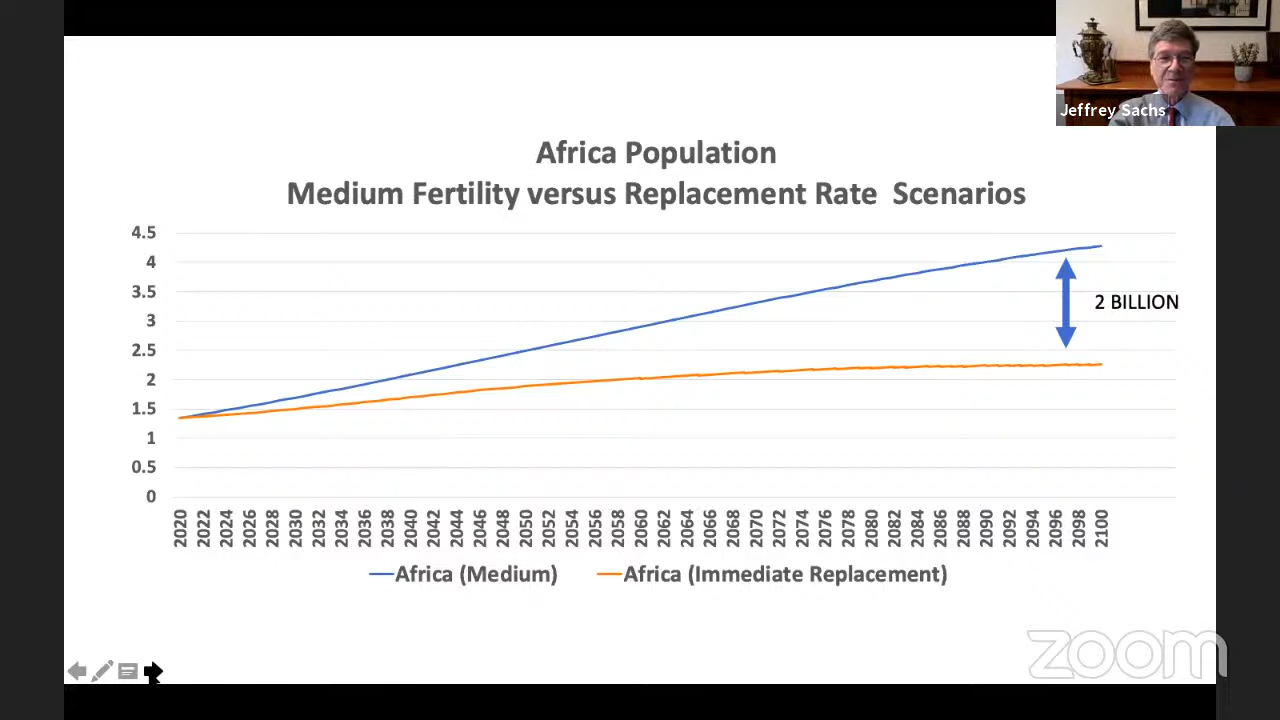 Jeffrey Sachs
Africa Population
Medium Fertility versus Replacement Rate Scenarios
4.5
4
3.5
3
2.5
2
1.5
1
0.5
0
2 BILLION
2020 2022 2024 2026 2028 2030 2032 2034 2036 2038 2040 2042 2044 2046 2048 2050 2052 2054 2056 2058 2060 2062 2064 2066 2068 2070 2072 2074 2076 2078 2080 2082 2084 2086 2088 2090 2092 2094 2096 2098 2100
Africa (Medium) Africa (Immediate Replacement)
zoom